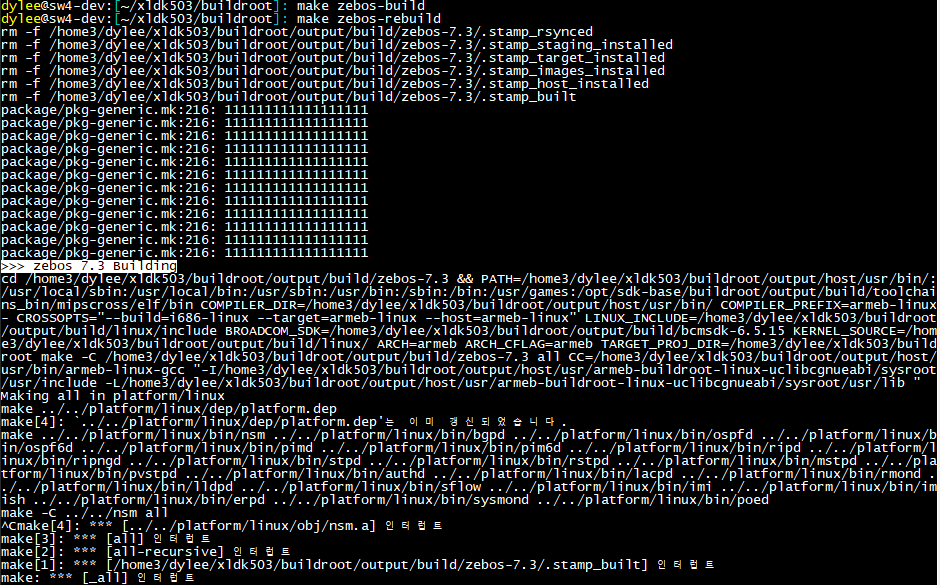 dylee@sw4-dev:[~/xldk503/buildroot]: make zebos-build
dylee@sw4-dev:[~/xldk503/buildroot]: make zebos-rebuild
rm -f /home3/dylee/xldk503/buildroot/output/build/zebos-7.3/.stamp_rsynced
rm -f /home3/dylee/xldk503/buildroot/output/build/zebos-7.3/.stamp_staging_installed
rm -f /home3/dylee/xldk503/buildroot/output/build/zebos-7.3/.stamp_target_installed
rm -f /home3/dylee/xldk503/buildroot/output/build/zebos-7.3/.stamp_images_installed
rm -f /home3/dylee/xldk503/buildroot/output/build/zebos-7.3/.stamp_host_installed
rm -f /home3/dylee/xldk503/buildroot/output/build/zebos-7.3/.stamp_built
package/pkg-generic.mk:216: 111111111111111111
package/pkg-generic.mk:216: 111111111111111111
package/pkg-generic.mk:216: 111111111111111111
package/pkg-generic.mk:216: 111111111111111111
package/pkg-generic.mk:216: 111111111111111111
package/pkg-generic.mk:216: 111111111111111111
package/pkg-generic.mk:216: 111111111111111111
package/pkg-generic.mk:216: 111111111111111111
package/pkg-generic.mk:216: 111111111111111111
package/pkg-generic.mk:216: 111111111111111111
package/pkg-generic.mk:216: 111111111111111111
package/pkg-generic.mk:216: 111111111111111111
>>> zebos 7.3 Building
cd /home3/dylee/xldk503/buildroot/output/build/zebos-7.3 && PATH=/home3/dylee/xldk503/buildroot/output/host/usr/bin/:
/usr/local/sbin:/usr/local/bin:/usr/sbin:/usr/bin:/sbin:/bin:/usr/games:/opt/sdk-base/buildroot/output/build/toolchai
ns_bin/mipscross/elf/bin COMPILER_DIR=/home3/dylee/xldk503/buildroot/output/host/usr/bin/ COMPILER_PREFIX=armeb-linux
- CROSSOPTS="--build=i686-linux --target=armeb-linux --host=armeb-linux" LINUX_INCLUDE=/home3/dylee/xldk503/buildroot
/output/build/linux/include BROADCOM_SDK=/home3/dylee/xldk503/buildroot/output/build/bcmsdk-6.5.15 KERNEL_SOURCE=/hom
e3/dylee/xldk503/buildroot/output/build/linux/ ARCH=armeb ARCH_CFLAG=armeb TARGET_PROJ_DIR=/home3/dylee/xldk503/build
root make -C /home3/dylee/xldk503/buildroot/output/build/zebos-7.3 all CC=/home3/dylee/xldk503/buildroot/output/host/
usr/bin/armeb-linux-gcc "-I/home3/dylee/xldk503/buildroot/output/host/usr/armeb-buildroot-linux-uclibcgnueabi/sysroot
/usr/include -L/home3/dylee/xldk503/buildroot/output/host/usr/armeb-buildroot-linux-uclibcgnueabi/sysroot/usr/lib "
Making all in platform/linux
make ../../platform/linux/dep/platform.dep
make[4]: `../../platform/linux/dep/platform.dep'는 이미 갱신되었습니다.
make ../../platform/linux/bin/nsm ../../platform/linux/bin/bgpd ../../platform/linux/bin/ospfd ../../platform/linux/b
in/ospf6d ../../platform/linux/bin/pimd ../../platform/linux/bin/pim6d ../../platform/linux/bin/ripd ../../platform/l
inux/bin/ripngd ../../platform/linux/bin/stpd ../../platform/linux/bin/rstpd ../../platform/linux/bin/mstpd ../../pla
tform/linux/bin/pvstpd ../../platform/linux/bin/authd ../../platform/linux/bin/lacpd ../../platform/linux/bin/rmond .
./../platform/linux/bin/lldpd ../../platform/linux/bin/sflow ../../platform/linux/bin/imi ../../platform/linux/bin/im
ish ../../platform/linux/bin/erpd ../../platform/linux/bin/sysmond ../../platform/linux/bin/poed
make -C ../../nsm all
^Cmake[4]: *** [../../platform/linux/obj/nsm.a] 인터럽트
make[3]: *** [all] 인터럽트
make[2]: *** [all-recursive] 인터럽트
make[1]: *** [/home3/dylee/xldk503/buildroot/output/build/zebos-7.3/.stamp_built] 인터럽트
make: *** [_all] 인터럽트